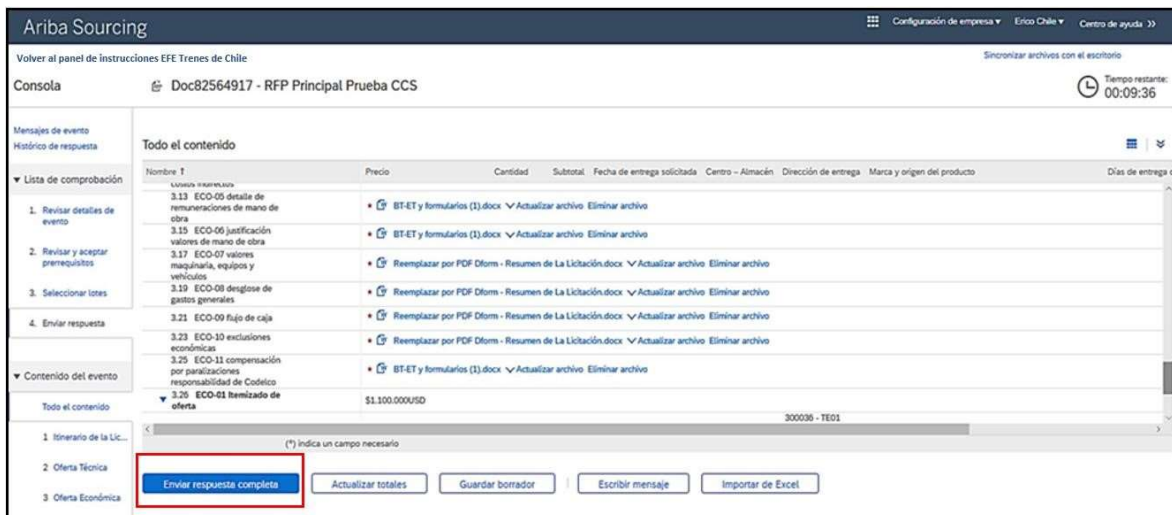 Ariba Sourcing
Configuración de empresa ▾ Erico Chile ▾ Centro de ayuda >>
Volver al panel de instrucciones EFE Trenes de Chile
Sincronizar archivos con el escritorio
Consola
Doc82564917 - RFP Principal Prueba CCS
Tiempo restante:
00:09:36
Mensajes de evento
Histórico de respuesta
▼ Lista de comprobación
1. Revisar detalles de
evento
2. Revisar y aceptar
prerrequisitos
3. Seleccionar lotes
4. Enviar respuesta
▼ Contenido del evento
Todo el contenido
1 Itinerario de la Lic...
2 Oferta Técnica
3 Oferta Económica
Todo el contenido
Nombre ↑ Precio Cantidad Subtotal Fecha de entrega solicitada Centro – Almacén Dirección de entrega Marca y origen del producto Días de entrega
costos indirectos
3.13 ECO-05 detalle de
remuneraciones de mano de
obra
* BT-ET y formularios (1).docx Actualizar archivo Eliminar archivo
3.15 ECO-06 justificación
valores de mano de obra
* BT-ET y formularios (1).docx Actualizar archivo Eliminar archivo
3.17 ECO-07 valores
maquinaria, equipos y
vehículos
* Reemplazar por PDF Dform - Resumen de La Licitación.docx Actualizar archivo Eliminar archivo
3.19 ECO-08 desglose de
gastos generales
* Reemplazar por PDF Dform - Resumen de La Licitación.docx Actualizar archivo Eliminar archivo
3.21 ECO-09 flujo de caja
* Reemplazar por PDF Dform - Resumen de La Licitación.docx Actualizar archivo Eliminar archivo
3.23 ECO-10 exclusiones
económicas
* Reemplazar por PDF Dform - Resumen de La Licitación.docx Actualizar archivo Eliminar archivo
3.25 ECO-11 compensación
por paralizaciones
responsabilidad de Codelco
* BT-ET y formularios (1).docx Actualizar archivo Eliminar archivo
▼ 3.26 ECO-01 Itemizado de
oferta
$1.100.000USD
300036 - TE01
(*) indica un campo necesario
Enviar respuesta completa
Actualizar totales
Guardar borrador
Escribir mensaje
Importar de Excel